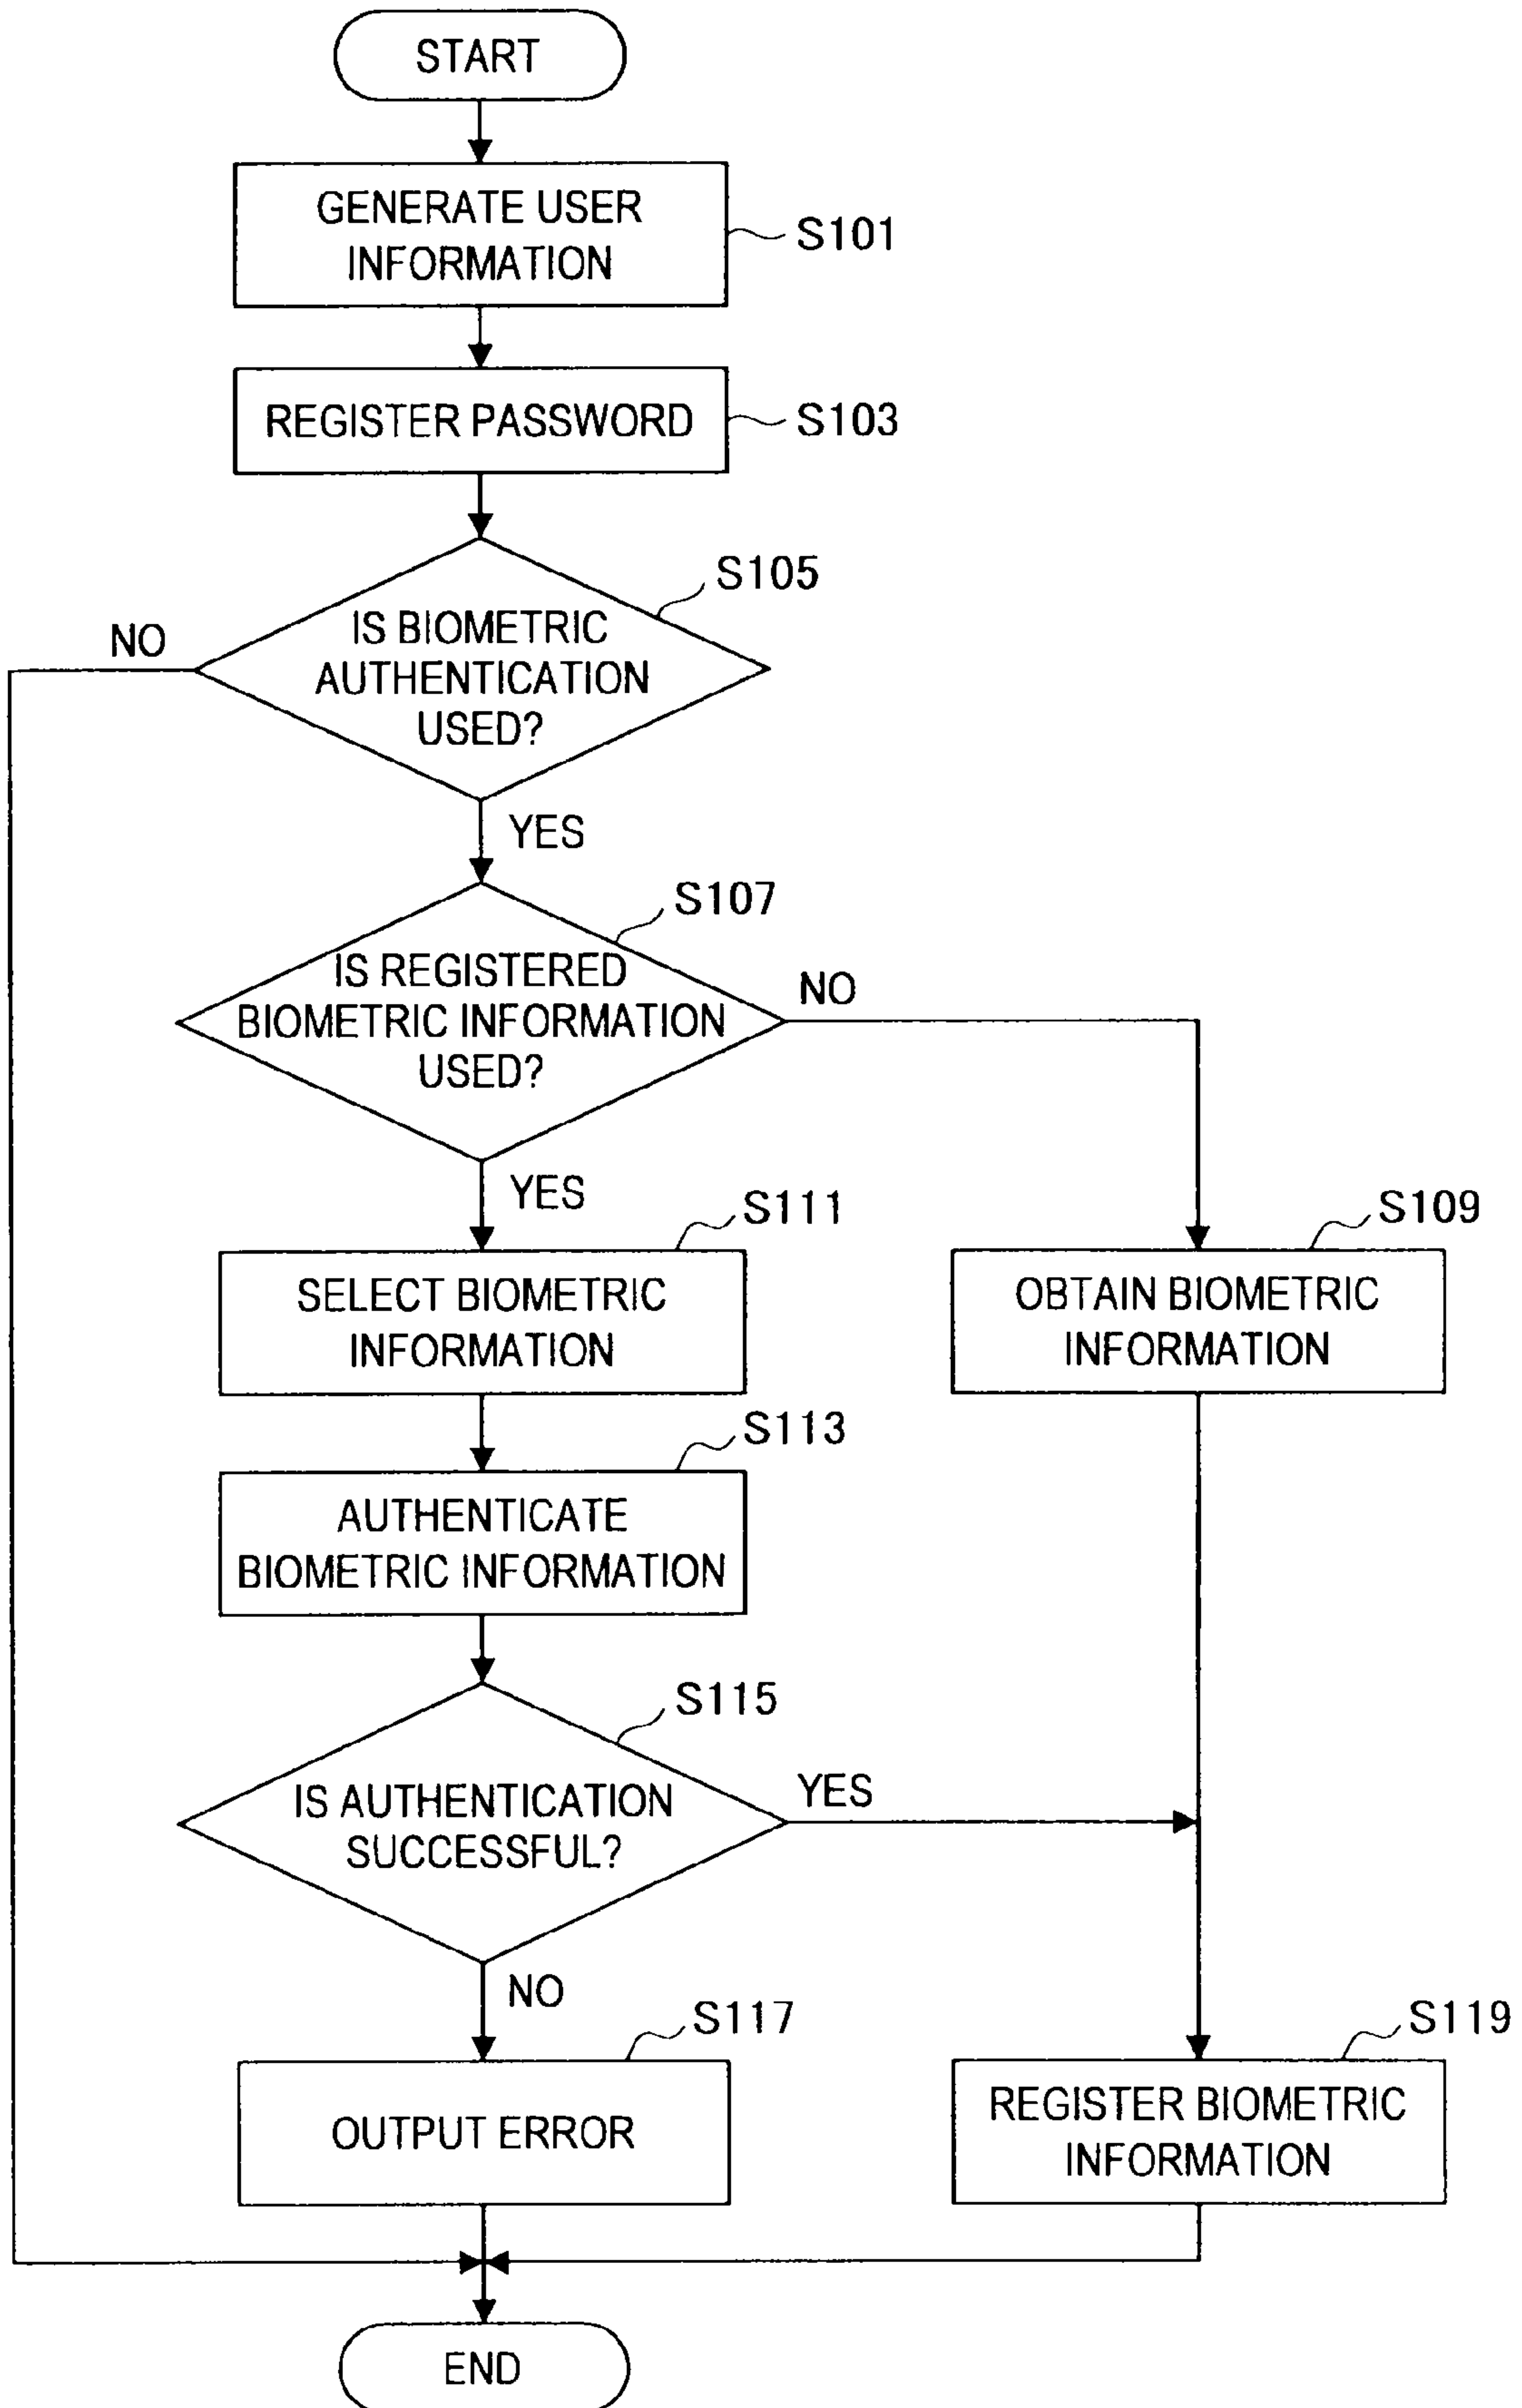 START
GENERATE USER
INFORMATION
S101
REGISTER PASSWORD
S103
S105
IS BIOMETRIC
AUTHENTICATION
USED?
NO
YES
S107
IS REGISTERED
BIOMETRIC INFORMATION
USED?
NO
YES
S111
SELECT BIOMETRIC
INFORMATION
S109
OBTAIN BIOMETRIC
INFORMATION
S113
AUTHENTICATE
BIOMETRIC INFORMATION
S115
IS AUTHENTICATION
SUCCESSFUL?
YES
NO
S117
OUTPUT ERROR
S119
REGISTER BIOMETRIC
INFORMATION
END